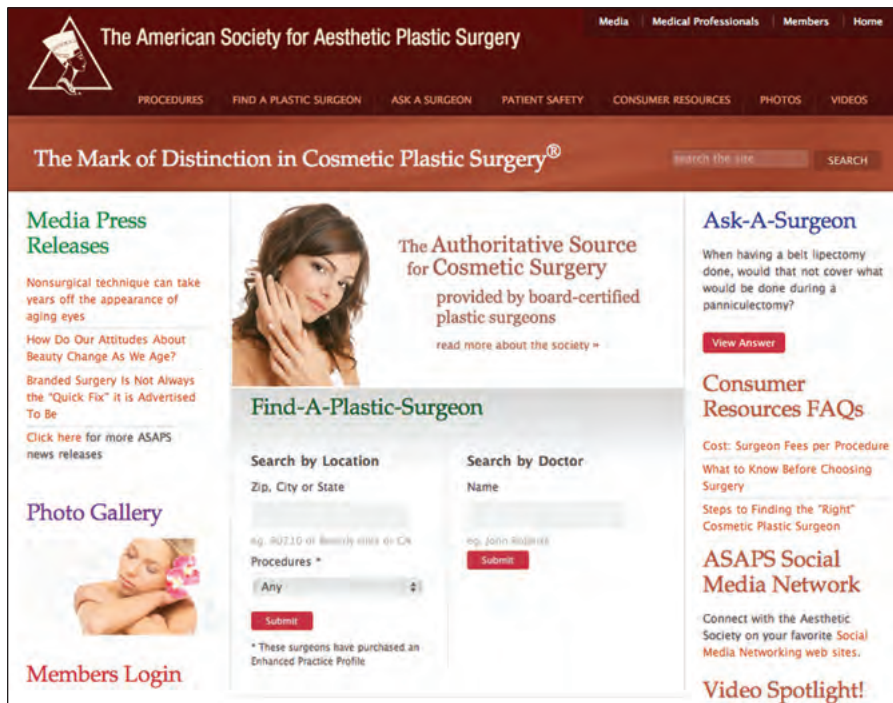 Media
Medical Professionals
Members
Home
The American Society for Aesthetic Plastic Surgery
PROCEDURES
FIND A PLASTIC SURGEON
ASK A SURGEON
PATIENT SAFETY
CONSUMER RESOURCES
PHOTOS
VIDEOS
The Mark of Distinction in Cosmetic Plastic Surgery®
search the site
SEARCH
Media Press
Releases
Nonsurgical technique can take
years off the appearance of
aging eyes
How Do Our Attitudes About
Beauty Change As We Age?
Branded Surgery Is Not Always
the "Quick Fix" it is Advertised
To Be
Click here for more ASAPS
news releases
Photo Gallery
Members Login
The Authoritative Source
for Cosmetic Surgery
provided by board-certified
plastic surgeons
read more about the society »
Find-A-Plastic-Surgeon
Search by Location
Zip, City or State
eg. 90210 or Beverly Hills or CA
Procedures *
Any
Submit
* These surgeons have purchased an
Enhanced Practice Profile
Search by Doctor
Name
eg. John Roberts
Submit
Ask-A-Surgeon
When having a belt lipectomy
done, would that not cover what
would be done during a
panniculectomy?
View Answer
Consumer
Resources FAQs
Cost: Surgeon Fees per Procedure
What to Know Before Choosing
Surgery
Steps to Finding the "Right"
Cosmetic Plastic Surgeon
ASAPS Social
Media Network
Connect with the Aesthetic
Society on your favorite Social
Media Networking web sites.
Video Spotlight!